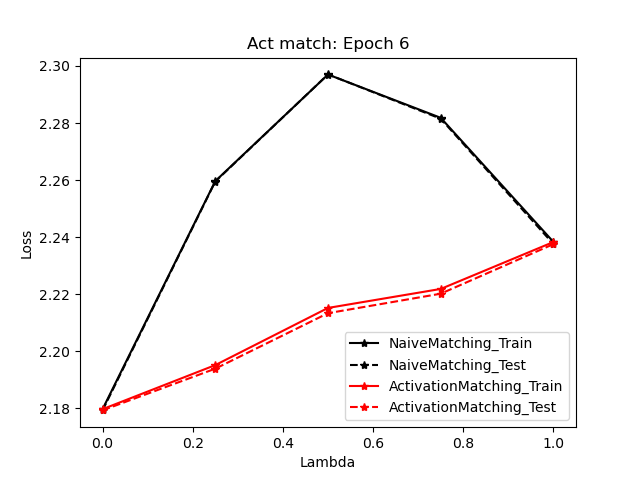 Act match: Epoch 6
2.30
2.28
2.26
2.24
2.22
2.20
2.18
Loss
0.0 0.2 0.4 0.6 0.8 1.0
Lambda
NaiveMatching_Train
NaiveMatching_Test
ActivationMatching_Train
ActivationMatching_Test